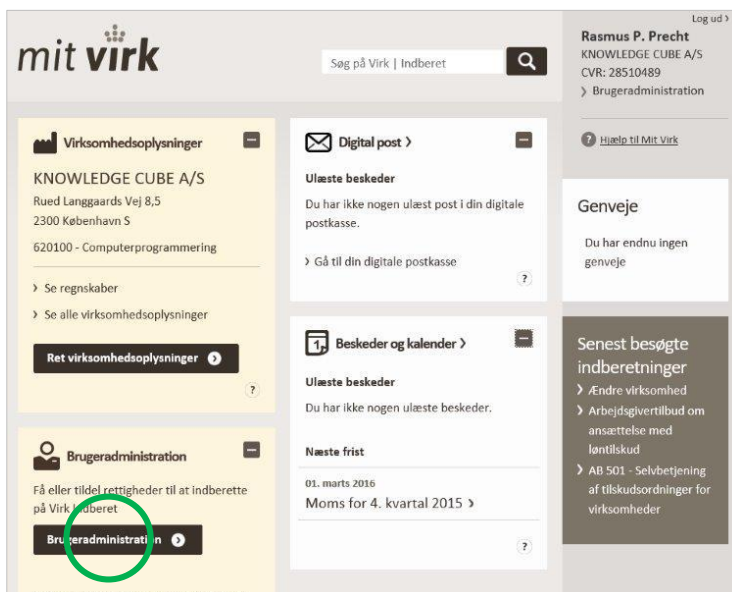 mit virk
Søg på Virk | Indberet
Log ud >
Rasmus P. Precht
KNOWLEDGE CUBE A/S
CVR: 28510489
> Brugeradministration
? Hjælp til Mit Virk
Virksomhedsoplysninger
KNOWLEDGE CUBE A/S
Rued Langgaards Vej 8,5
2300 København S
620100 - Computerprogrammering
> Se regnskaber
> Se alle virksomhedsoplysninger
Ret virksomhedsoplysninger >
?
Brugeradministration
Få eller tildel rettigheder til at indberette
på Virk Indberet
Brugeradministration >
Digital post >
Ulæste beskeder
Du har ikke nogen ulæst post i din digitale
postkasse.
> Gå til din digitale postkasse
?
1
Beskeder og kalender >
Ulæste beskeder
Du har ikke nogen ulæste beskeder.
Næste frist
01. marts 2016
Moms for 4. kvartal 2015 >
?
Genveje
Du har endnu ingen
genveje
Senest besøgte
indberetninger
> Ændre virksomhed
> Arbejdsgivertilbud om
ansættelse med
løntilskud
> AB 501 - Selvbetjening
af tilskudsordninger for
virksomheder